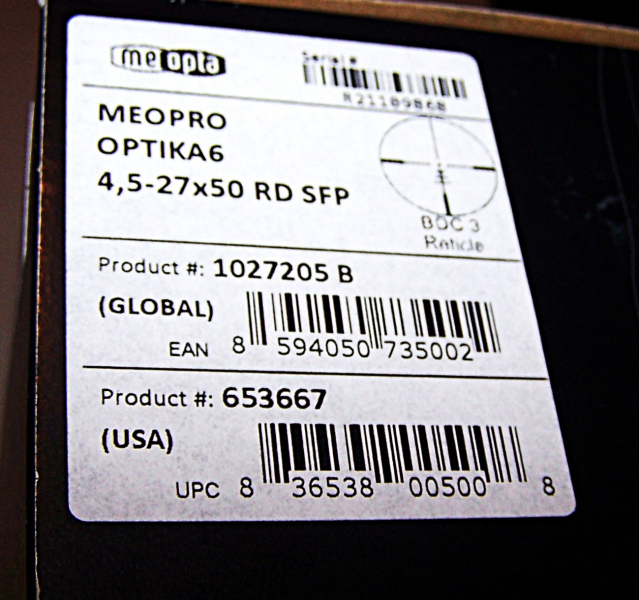 meopta
Serial #
R21109868
MEOPRO
OPTIKA6
4,5-27x50 RD SFP
BDC 3
Reticle
Product #: 1027205 B
(GLOBAL)
EAN 8 594050 735002
Product #: 653667
(USA)
UPC 8 36538 00500 8